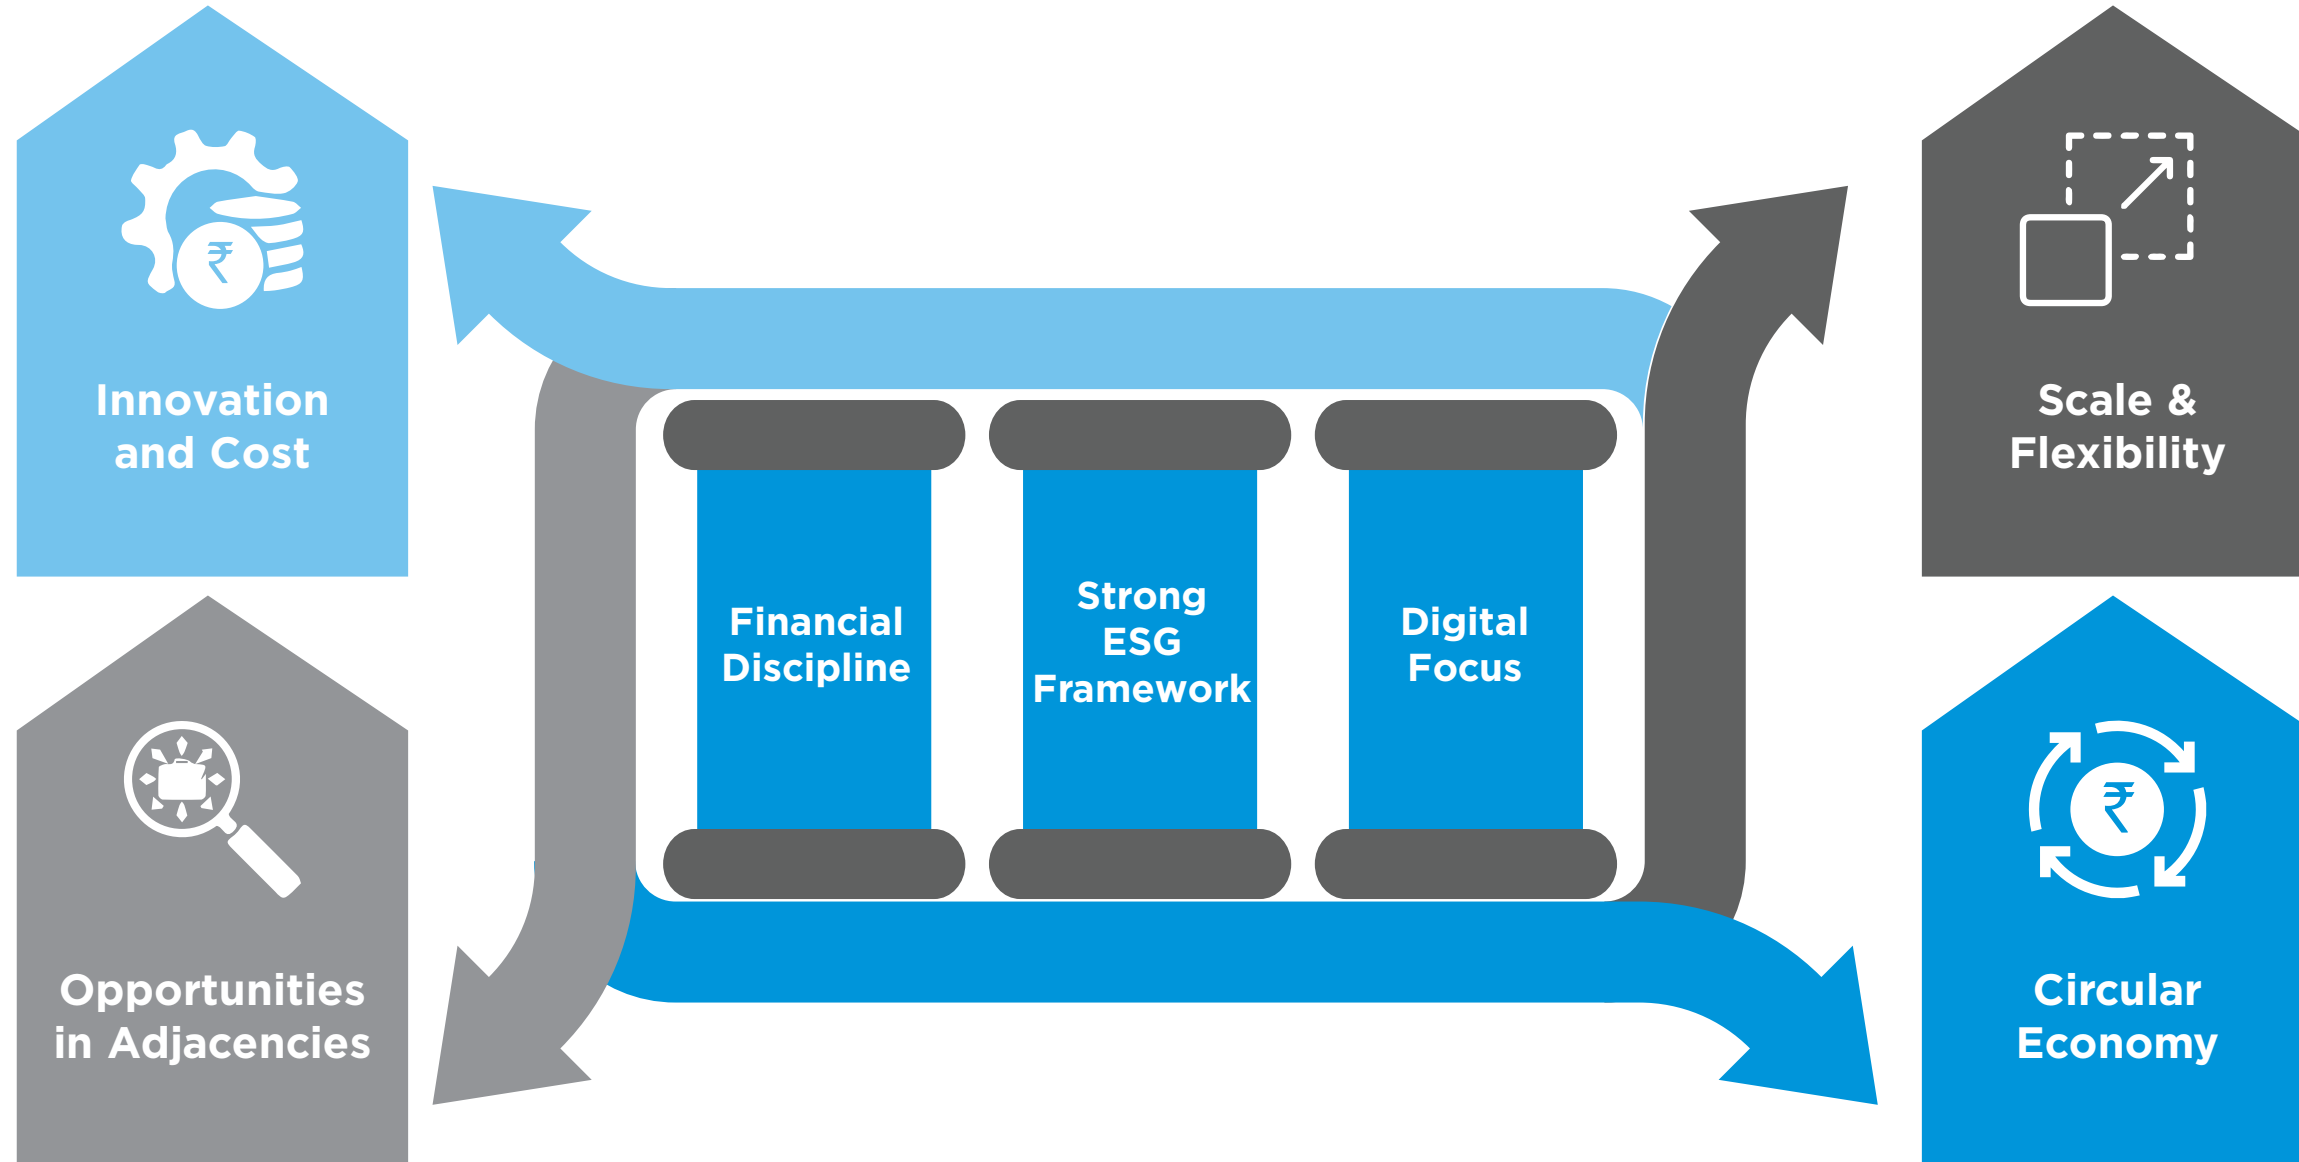 Innovation
and Cost
Scale &
Flexibility
Financial
Discipline
Strong
ESG
Framework
Digital
Focus
Opportunities
in Adjacencies
Circular
Economy
₹
₹